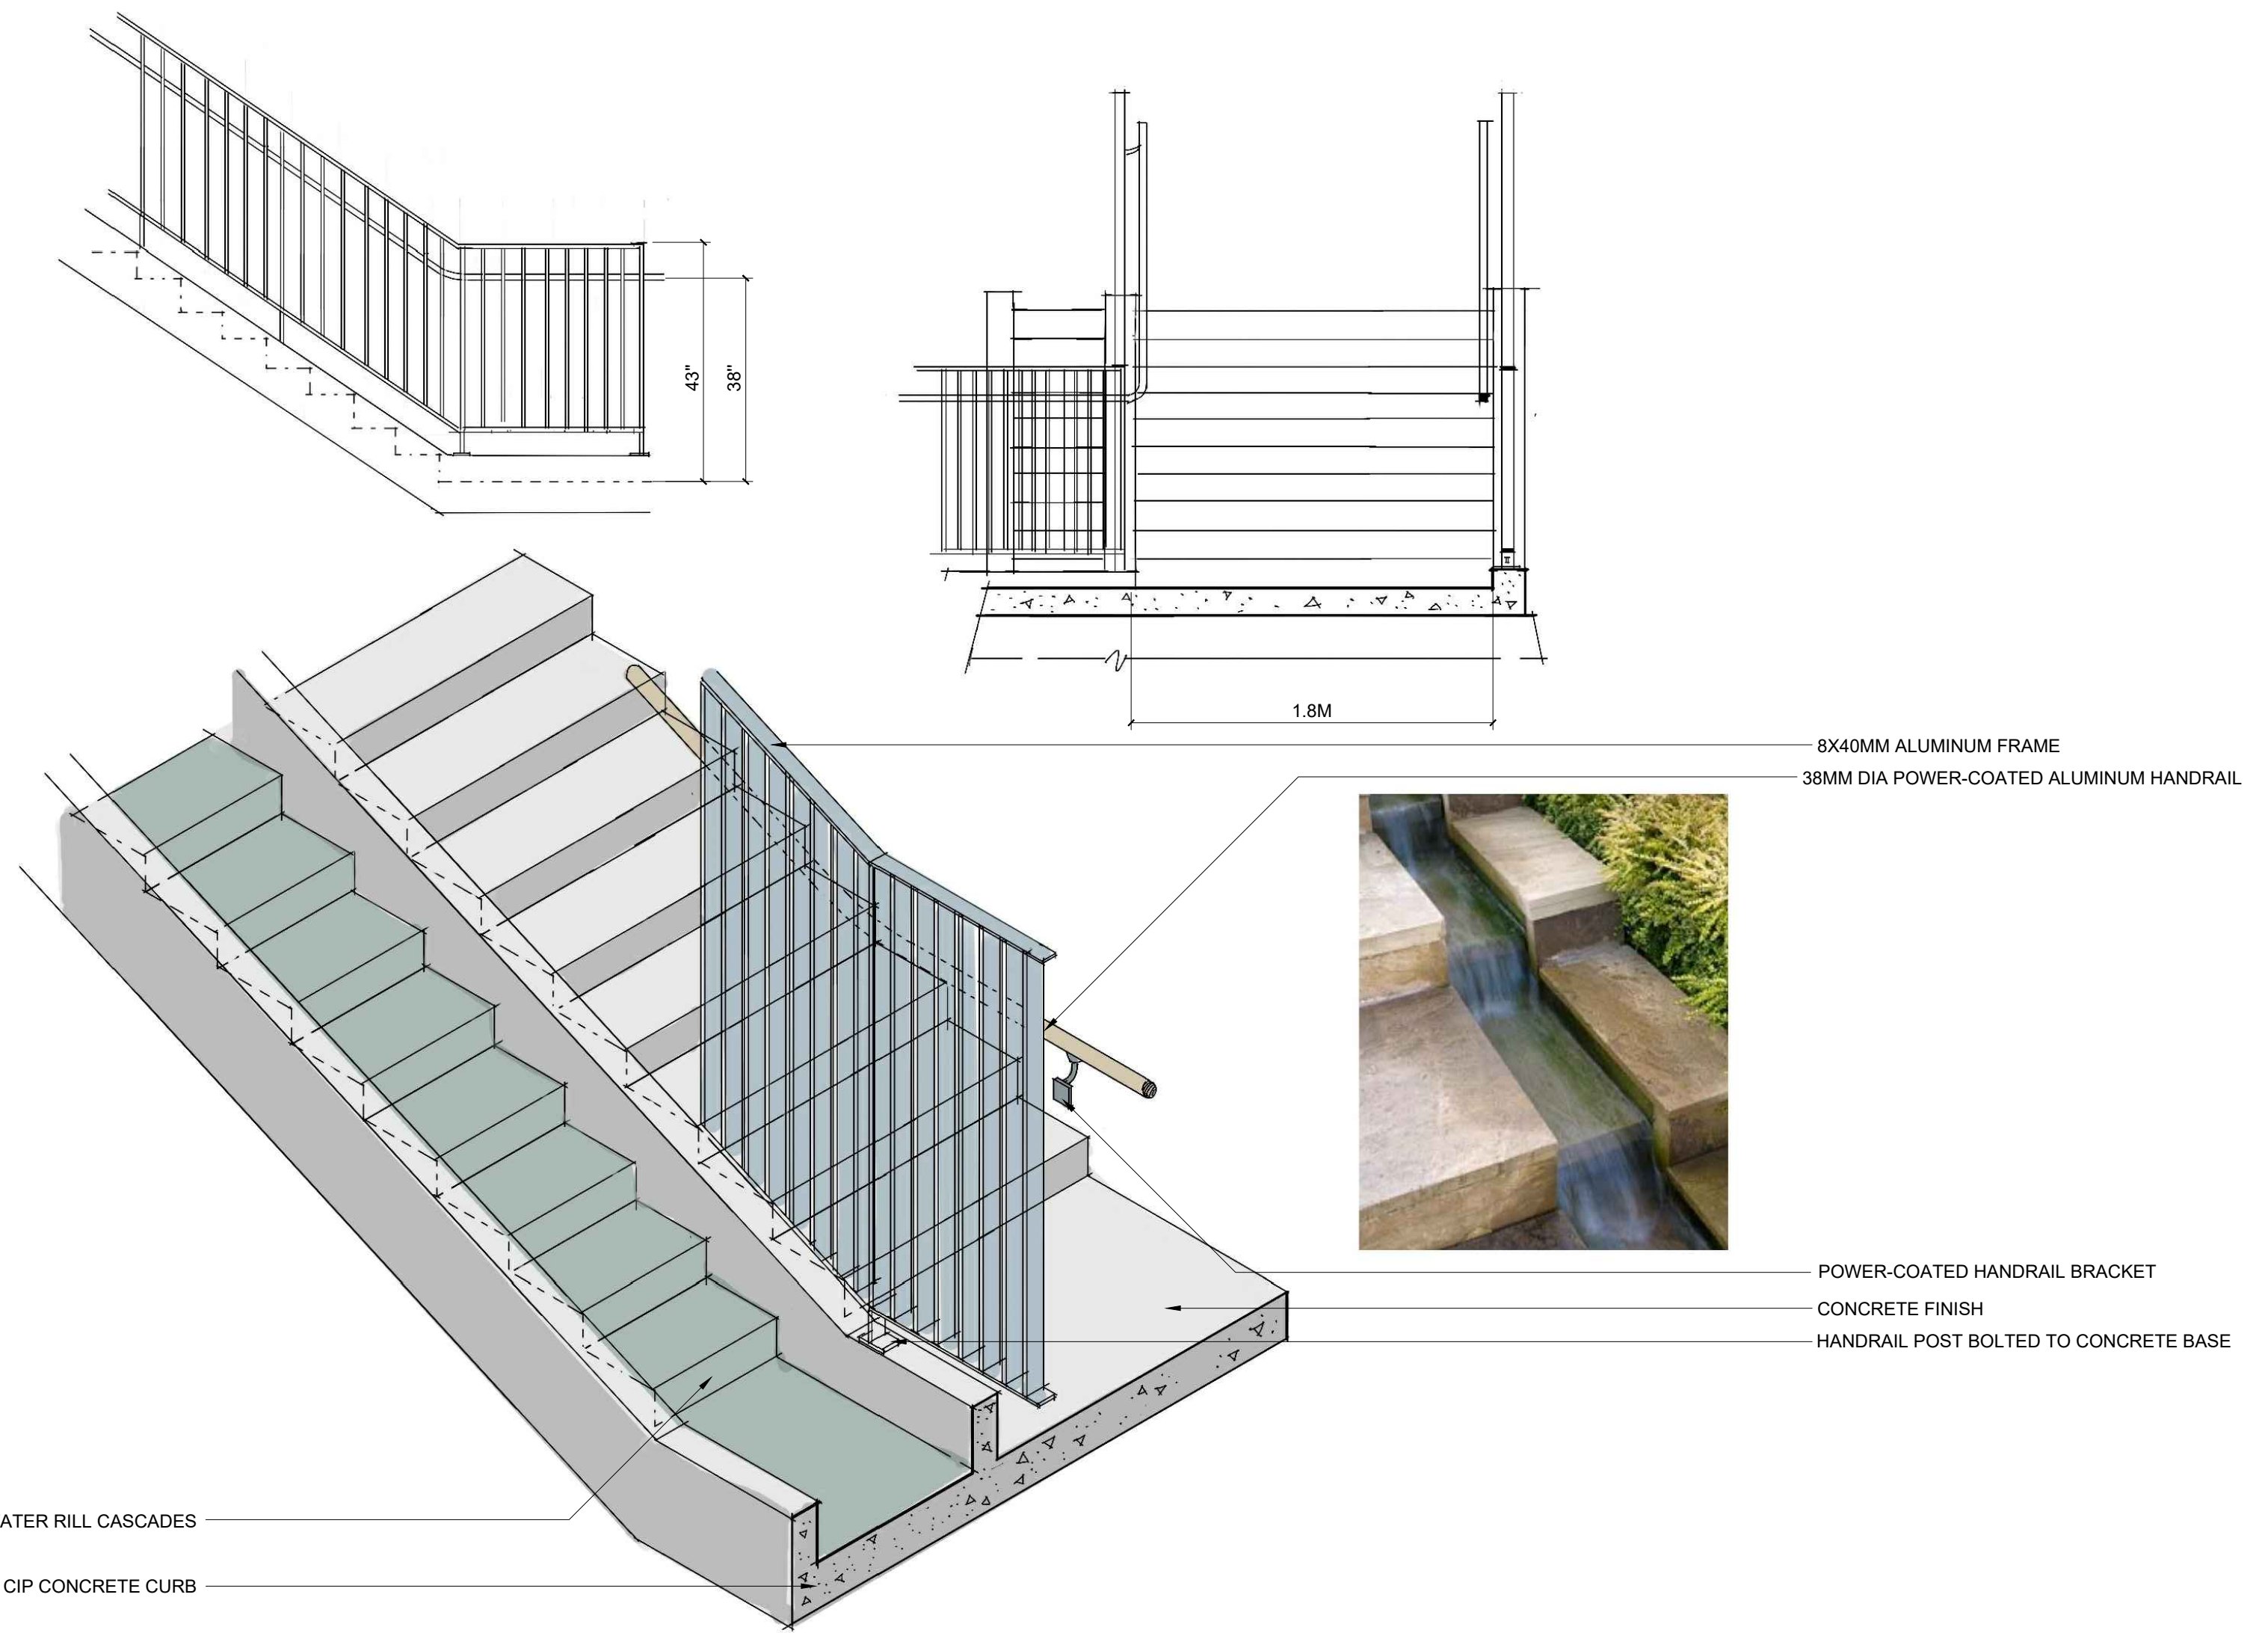 43"
38"
1.8M
8X40MM ALUMINUM FRAME
38MM DIA POWER-COATED ALUMINUM HANDRAIL
POWER-COATED HANDRAIL BRACKET
CONCRETE FINISH
HANDRAIL POST BOLTED TO CONCRETE BASE
ATER RILL CASCADES
CIP CONCRETE CURB